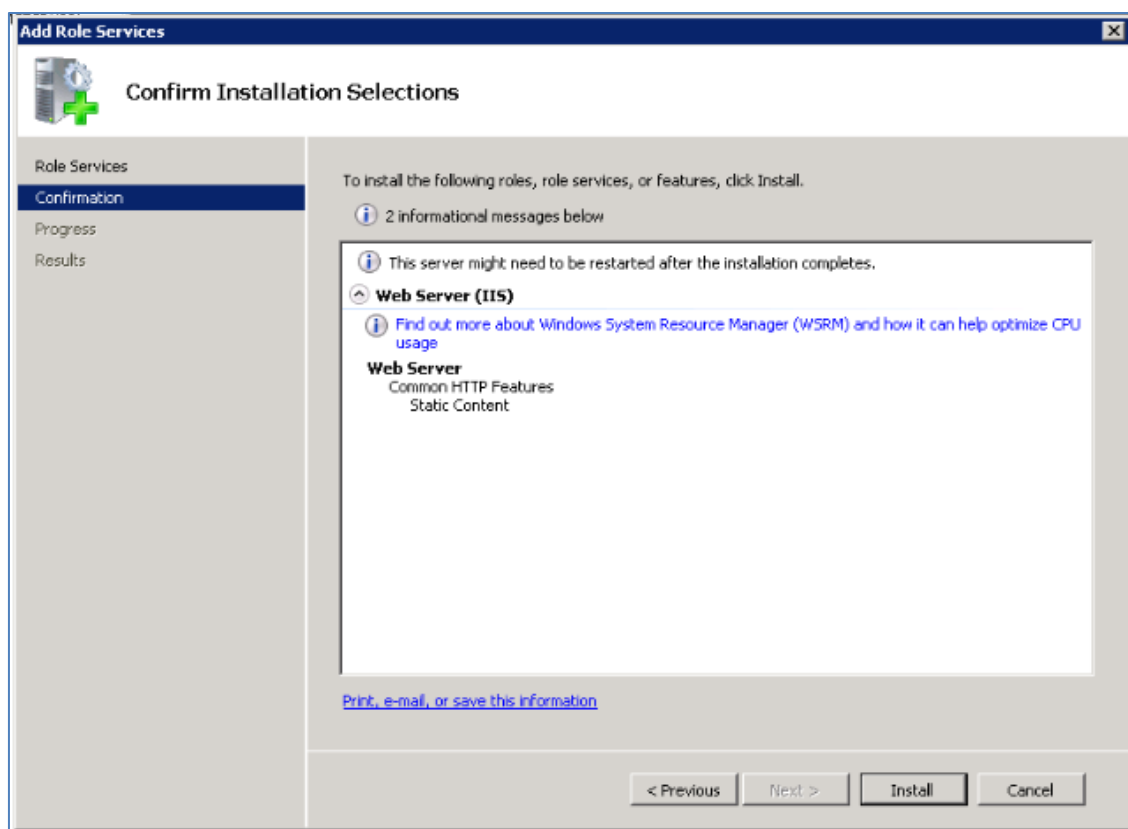 Add Role Services
Confirm Installation Selections
Role Services
Confirmation
Progress
Results
To install the following roles, role services, or features, click Install.
2 informational messages below
This server might need to be restarted after the installation completes.
Web Server (IIS)
Find out more about Windows System Resource Manager (WSRM) and how it can help optimize CPU
usage
Web Server
Common HTTP Features
Static Content
Print, e-mail, or save this information
< Previous
Next >
Install
Cancel